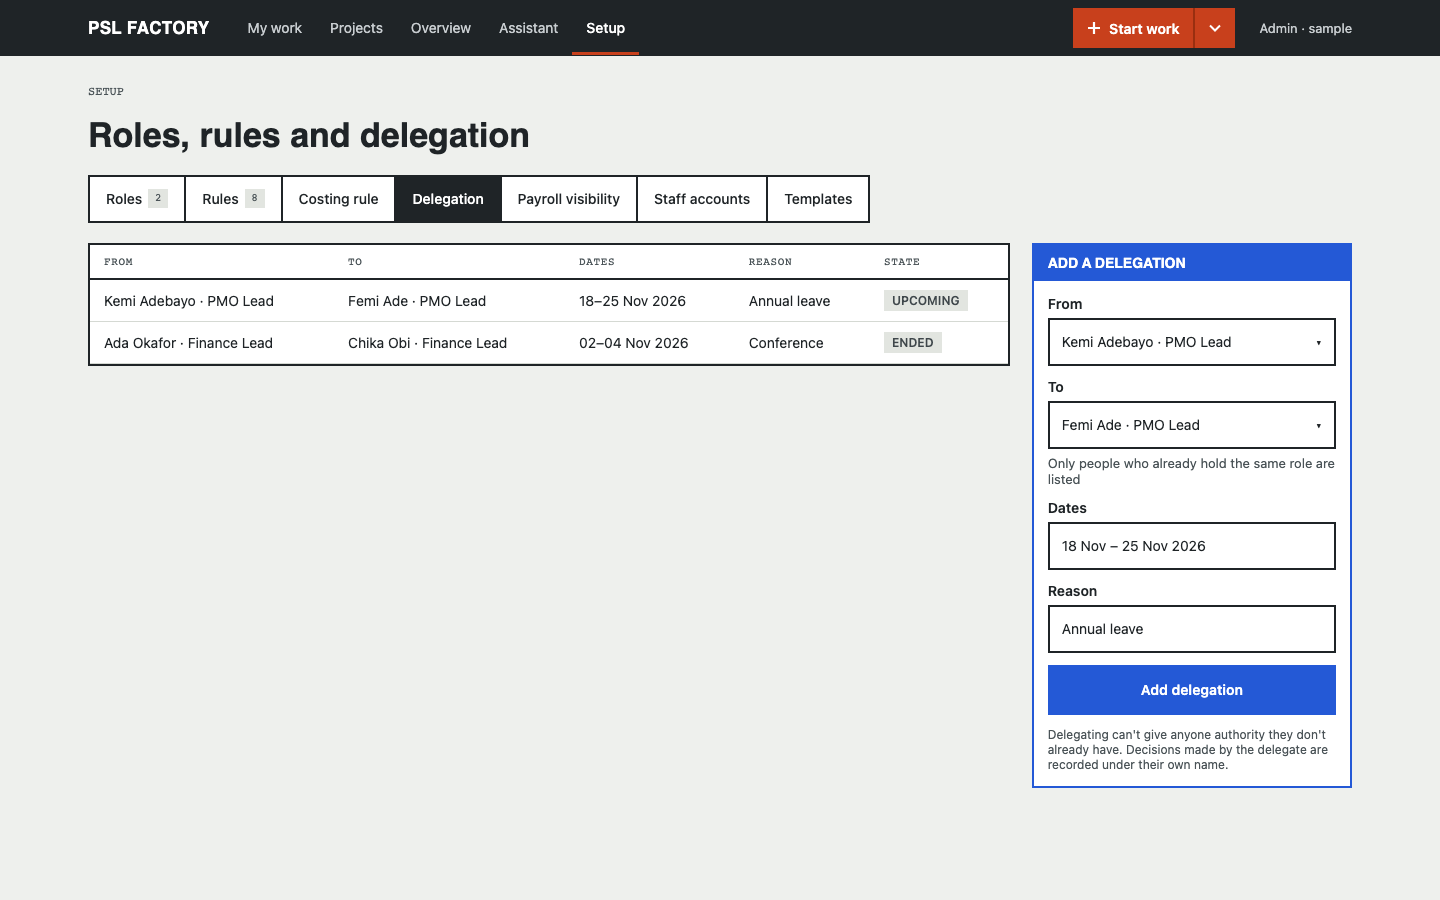 PSL FACTORY My work Projects Overview Assistant Setup + Start work Admin · sample
SETUP
Roles, rules and delegation
Roles 2 Rules 8 Costing rule Delegation Payroll visibility Staff accounts Templates
FROM TO DATES REASON STATE
Kemi Adebayo · PMO Lead Femi Ade · PMO Lead 18–25 Nov 2026 Annual leave UPCOMING
Ada Okafor · Finance Lead Chika Obi · Finance Lead 02–04 Nov 2026 Conference ENDED
ADD A DELEGATION
From
Kemi Adebayo · PMO Lead
To
Femi Ade · PMO Lead
Only people who already hold the same role are
listed
Dates
18 Nov – 25 Nov 2026
Reason
Annual leave
Add delegation
Delegating can't give anyone authority they don't
already have. Decisions made by the delegate are
recorded under their own name.